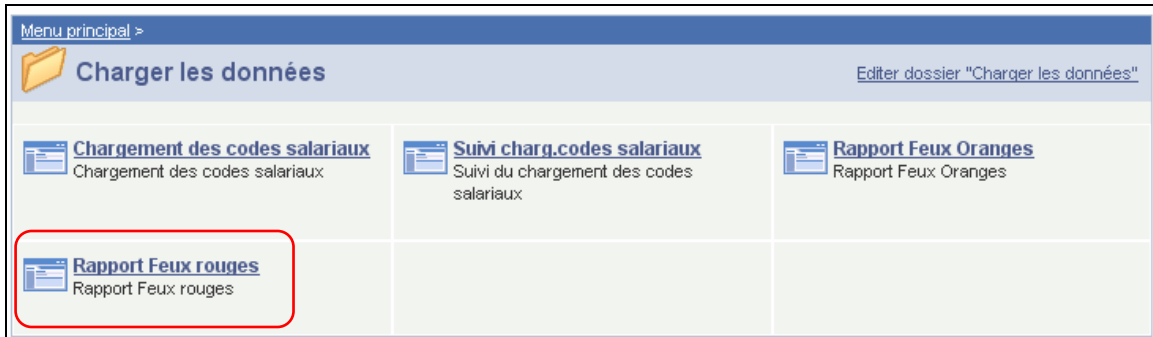 Menu principal >
Charger les données
Editer dossier "Charger les données"
Chargement des codes salariaux
Chargement des codes salariaux
Suivi charg.codes salariaux
Suivi du chargement des codes
salariaux
Rapport Feux Oranges
Rapport Feux Oranges
Rapport Feux rouges
Rapport Feux rouges